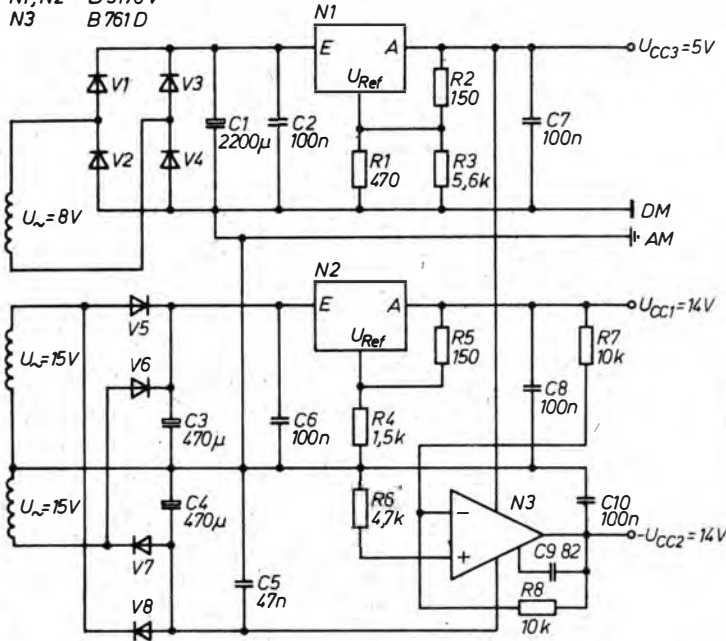 N3 B761D
N1
E A
U_Ref
U_CC3=5V
V1 V3
V2 V4
C1
2200µ
C2
100n
R2
150
R1
470
R3
5,6k
C7
100n
U~=8V
DM
AM
N2
E A
U_Ref
U_CC1=14V
V5
V6
U~=15V
C3
470µ
C6
100n
R5
150
R4
1,5k
C8
100n
R7
10k
U~=15V
C4
470µ
V7
V8
R6
4,7k
C5
47n
N3
-
+
C10
100n
-U_CC2=14V
C9 82
R8
10k